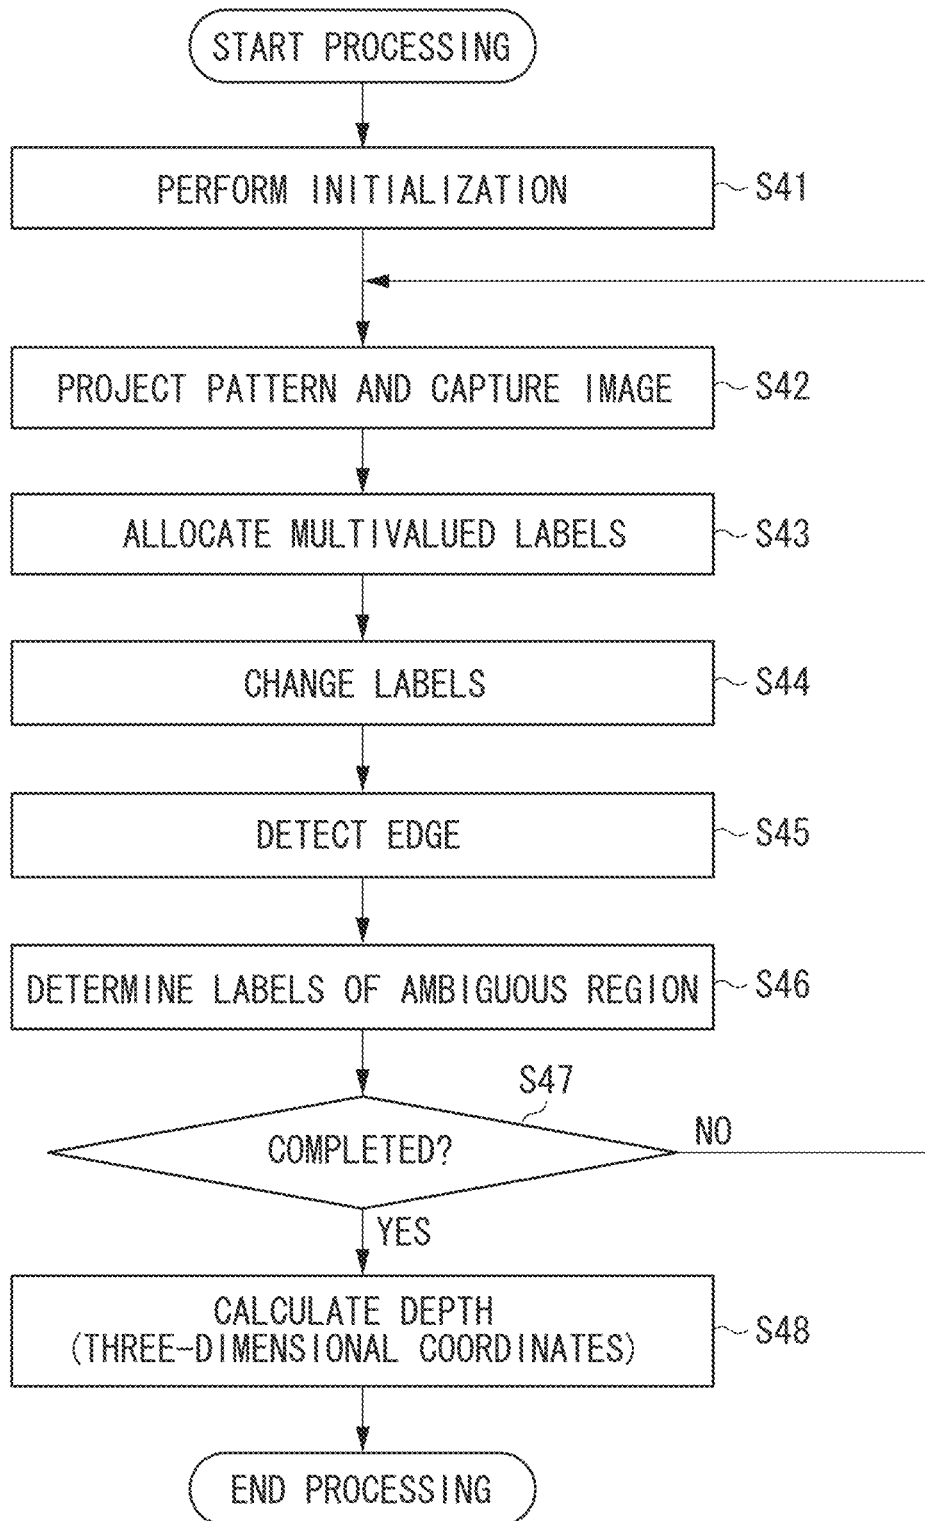 START PROCESSING
PERFORM INITIALIZATION
S41
PROJECT PATTERN AND CAPTURE IMAGE
S42
ALLOCATE MULTIVALUED LABELS
S43
CHANGE LABELS
S44
DETECT EDGE
S45
DETERMINE LABELS OF AMBIGUOUS REGION
S46
S47
COMPLETED?
NO
YES
CALCULATE DEPTH
(THREE-DIMENSIONAL COORDINATES)
S48
END PROCESSING